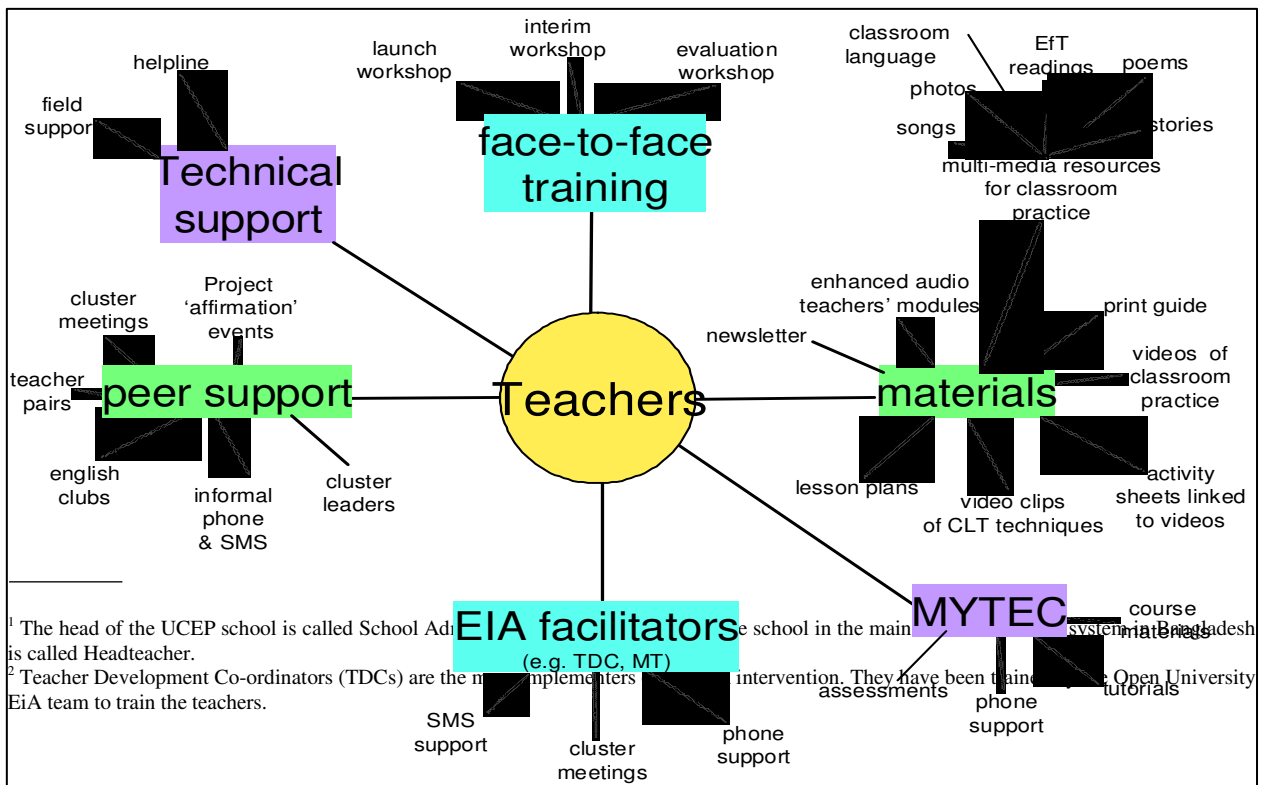 helpline
field
suppor
Technical
support
launch
workshop
interim
workshop
evaluation
workshop
face-to-face
training
classroom
language
EfT
readings
poems
photos
songs
stories
multi-media resources
for classroom
practice
cluster
meetings
Project
‘affirmation’
events
teacher
pairs
peer support
english
clubs
informal
phone
& SMS
cluster
leaders
Teachers
enhanced audio
teachers’ modules
newsletter
print guide
materials
videos of
classroom
practice
lesson plans
video clips
of CLT techniques
activity
sheets linked
to videos
EIA facilitators
(e.g. TDC, MT)
SMS
support
cluster
meetings
phone
support
MYTEC
course
materials
assessments
phone
support
tutorials
1 The head of the UCEP school is called School e school in the main system in Bangladesh
is called Headteacher.
2 Teacher Development Co-ordinators (TDCs) are the implementers intervention. They have been Open University
EiA team to train the teachers.